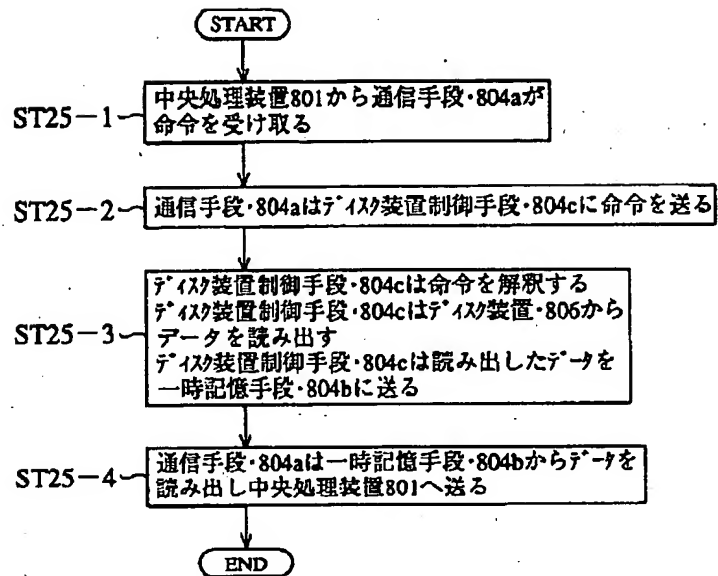 START
ST25-1
中央処理装置801から通信手段・804aが
命令を受け取る
ST25-2
通信手段・804aはﾃﾞｨｽｸ装置制御手段・804cに命令を送る
ST25-3
ﾃﾞｨｽｸ装置制御手段・804cは命令を解釈する
ﾃﾞｨｽｸ装置制御手段・804cはﾃﾞｨｽｸ装置・806から
データを読み出す
ﾃﾞｨｽｸ装置制御手段・804cは読み出したﾃﾞｰﾀを
一時記憶手段・804bに送る
ST25-4
通信手段・804aは一時記憶手段・804bからﾃﾞｰﾀを
読み出し中央処理装置801へ送る
END